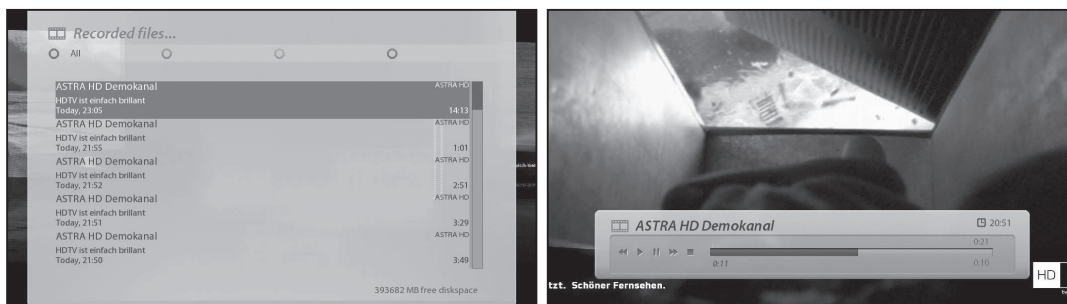 Recorded files...
All
ASTRA HD Demokanal ASTRA HD
HDTV ist einfach brillant
Today, 23:05 14:13
ASTRA HD Demokanal ASTRA HD
HDTV ist einfach brillant
Today, 21:55 1:01
ASTRA HD Demokanal ASTRA HD
HDTV ist einfach brillant
Today, 21:52 2:51
ASTRA HD Demokanal ASTRA HD
HDTV ist einfach brillant
Today, 21:51 3:29
ASTRA HD Demokanal ASTRA HD
HDTV ist einfach brillant
Today, 21:50 3:49
393682 MB free diskspace
ASTRA HD Demokanal 20:51
0:21
0:11 0:10
tzt. Schöner Fernsehen.
HD